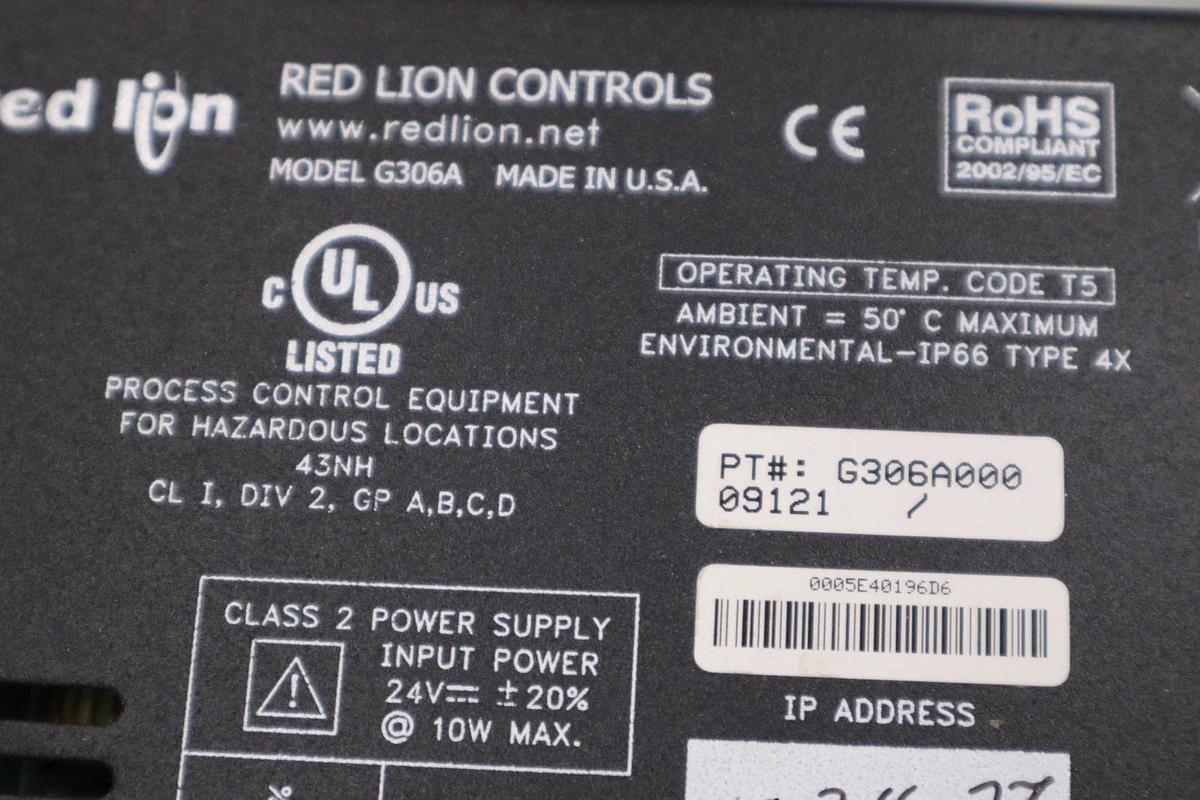 red lion
RED LION CONTROLS
www.redlion.net
MODEL G306A MADE IN U.S.A.
CE
RoHS
COMPLIANT
2002/95/EC
C UL US
LISTED
PROCESS CONTROL EQUIPMENT
FOR HAZARDOUS LOCATIONS
43NH
CL I, DIV 2, GP A,B,C,D
OPERATING TEMP. CODE T5
AMBIENT = 50° C MAXIMUM
ENVIRONMENTAL-IP66 TYPE 4X
PT#: G306A000
09121 /
0005E40196D6
CLASS 2 POWER SUPPLY
INPUT POWER
24V⎓ ±20%
@ 10W MAX.
IP ADDRESS